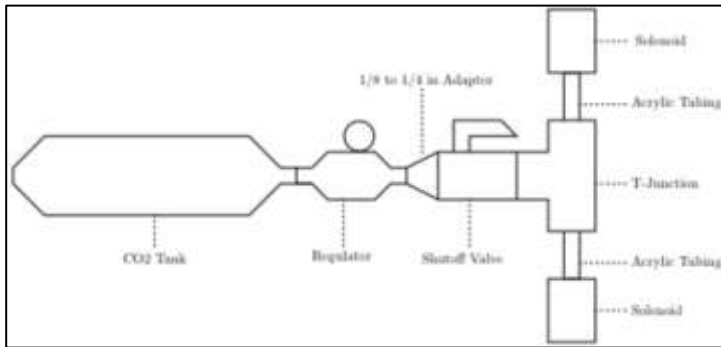 Solenoid
1/8 to 1/4 in Adaptor
Acrylic Tubing
T-Junction
CO2 Tank
Regulator
Shutoff Valve
Acrylic Tubing
Solenoid